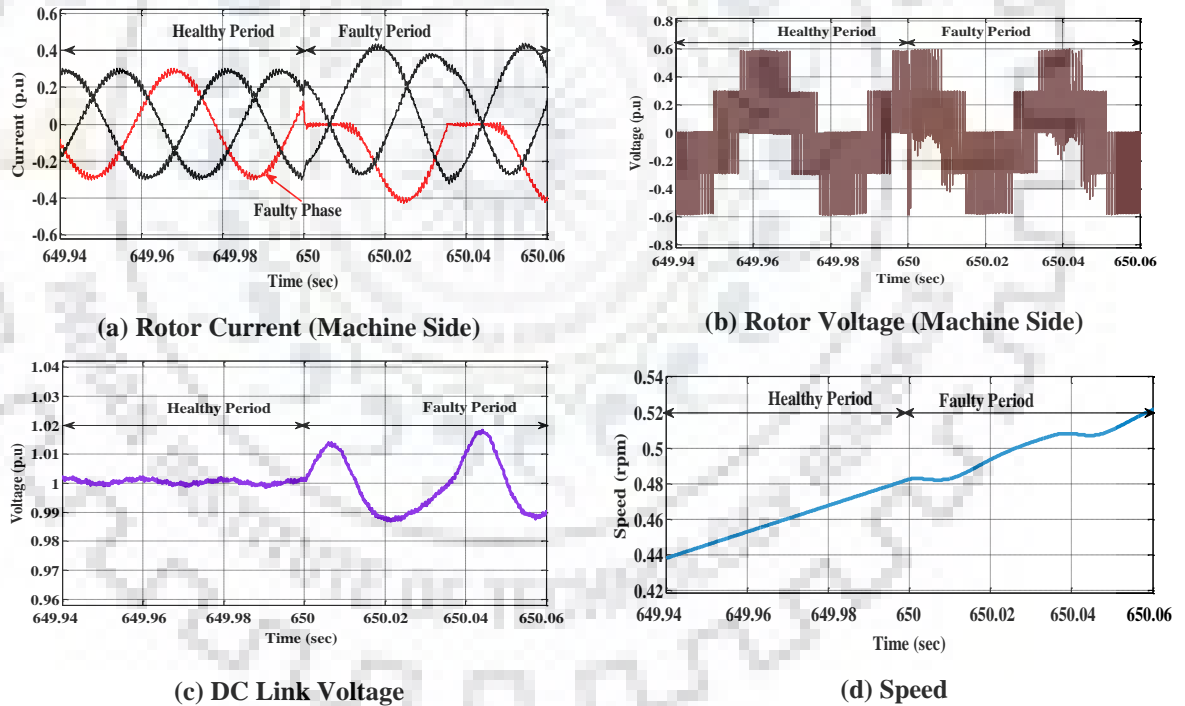 0.6
0.4
0.2
0
-0.2
-0.4
-0.6
Current (p.u)
Healthy Period
Faulty Period
Faulty Phase
649.94 649.96 649.98 650 650.02 650.04 650.06
Time (sec)
(a) Rotor Current (Machine Side)
0.8
0.6
0.4
0.2
0
-0.2
-0.4
-0.6
-0.8
Voltage (p.u)
Healthy Period
Faulty Period
649.94 649.96 649.98 650 650.02 650.04 650.06
Time (sec)
(b) Rotor Voltage (Machine Side)
1.04
1.03
1.02
1.01
1
0.99
0.98
0.97
0.96
Voltage (p.u)
Healthy Period
Faulty Period
649.94 649.96 649.98 650 650.02 650.04 650.06
Time (sec)
(c) DC Link Voltage
0.54
0.52
0.5
0.48
0.46
0.44
0.42
Speed (rpm)
Healthy Period
Faulty Period
649.94 649.96 649.98 650 650.02 650.04 650.06
Time (sec)
(d) Speed